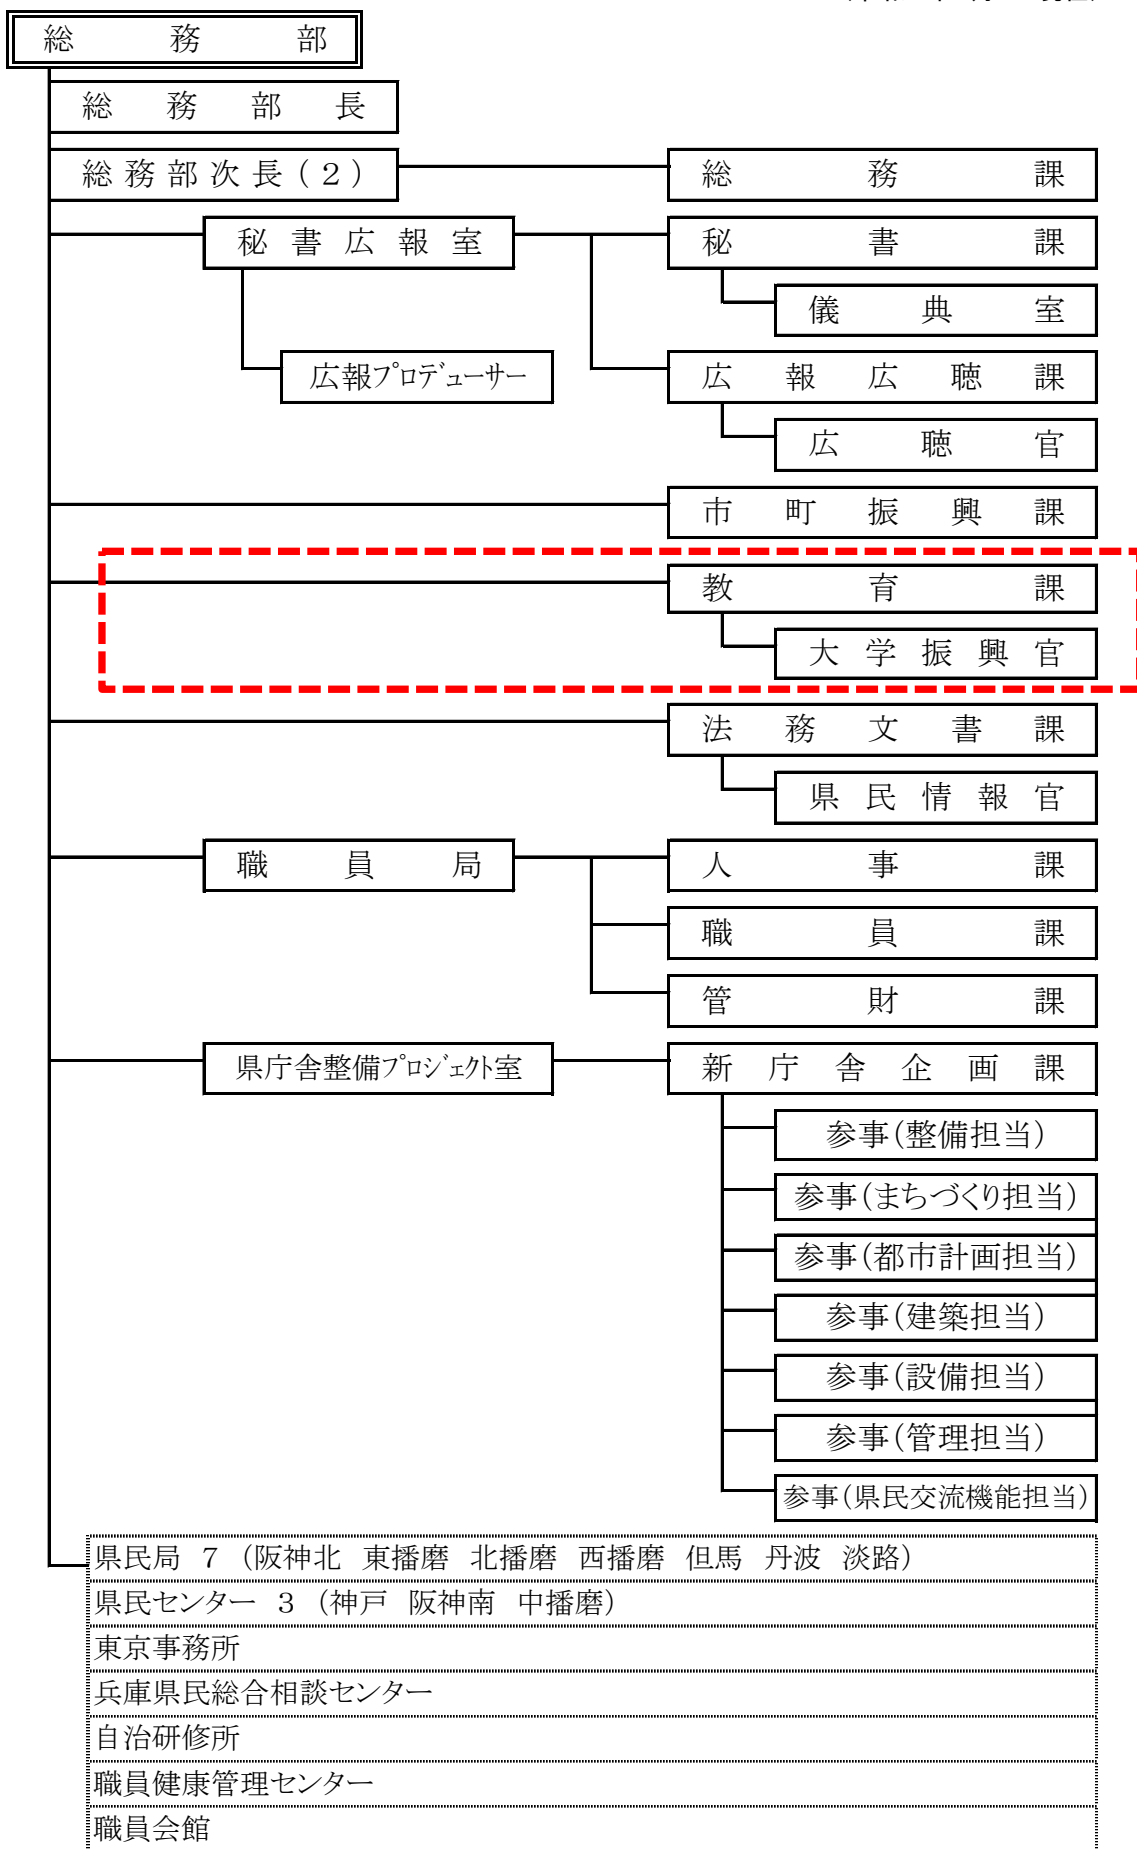 総務部
総務部長
総務部次長(2)
総務課
秘書広報室
秘書課
儀典室
広報プロデューサー
広報広聴課
広聴官
市町振興課
教育課
大学振興官
法務文書課
県民情報官
職員局
人事課
職員課
管財課
県庁舎整備プロジェクト室
新庁舎企画課
参事(整備担当)
参事(まちづくり担当)
参事(都市計画担当)
参事(建築担当)
参事(設備担当)
参事(管理担当)
参事(県民交流機能担当)
県民局 7 (阪神北 東播磨 北播磨 西播磨 但馬 丹波 淡路)
県民センター 3 (神戸 阪神南 中播磨)
東京事務所
兵庫県民総合相談センター
自治研修所
職員健康管理センター
職員会館